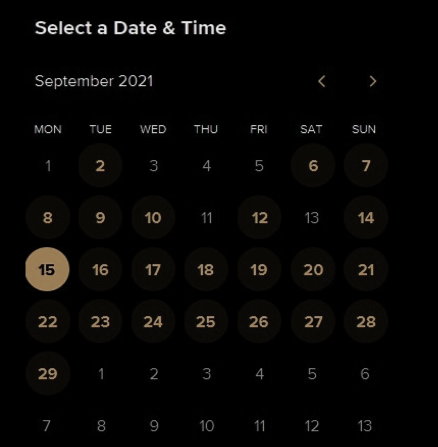 Select a Date & Time
September 2021
MON TUE WED THU FRI SAT SUN
1 2 3 4 5 6 7
8 9 10 11 12 13 14
15 16 17 18 19 20 21
22 23 24 25 26 27 28
29 1 2 3 4 5 6
7 8 9 10 11 12 13